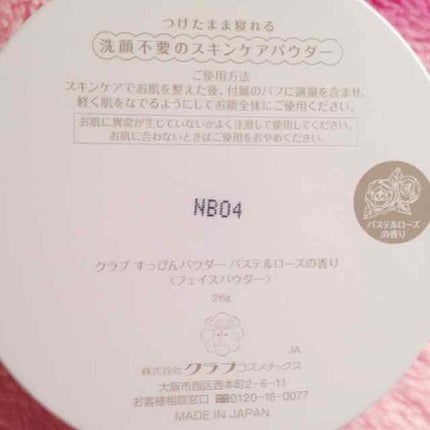 つけたまま寝れる
洗顔不要のスキンケアパウダー
ご使用方法
スキンケアでお肌を整えた後、付属のパフに適量を含ませ、
軽く肌をなでるようにしてお顔全体にご使用ください。
お肌に異常が生じていないかよく注意して使用してください。
お肌に合わないときはご使用をおやめください。
NB04
パステルローズ
の香り
クラブ すっぴんパウダー パステルローズの香り
〈フェイスパウダー〉
26g
JA
株式会社クラブコスメチックス
大阪市西区西本町2-6-11
お客様相談窓口 0120-16-0077
MADE IN JAPAN